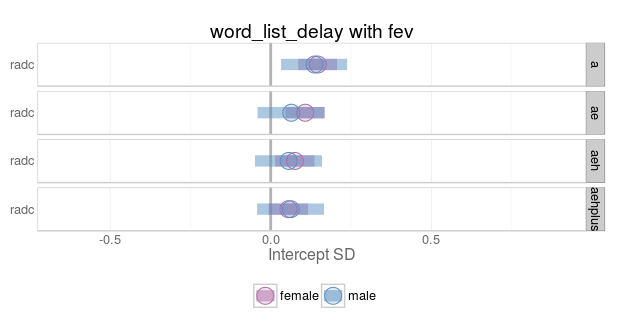 word_list_delay with fev
radc
a
radc
ae
radc
aeh
radc
aehplus
-0.5 0.0 0.5
Intercept SD
female male